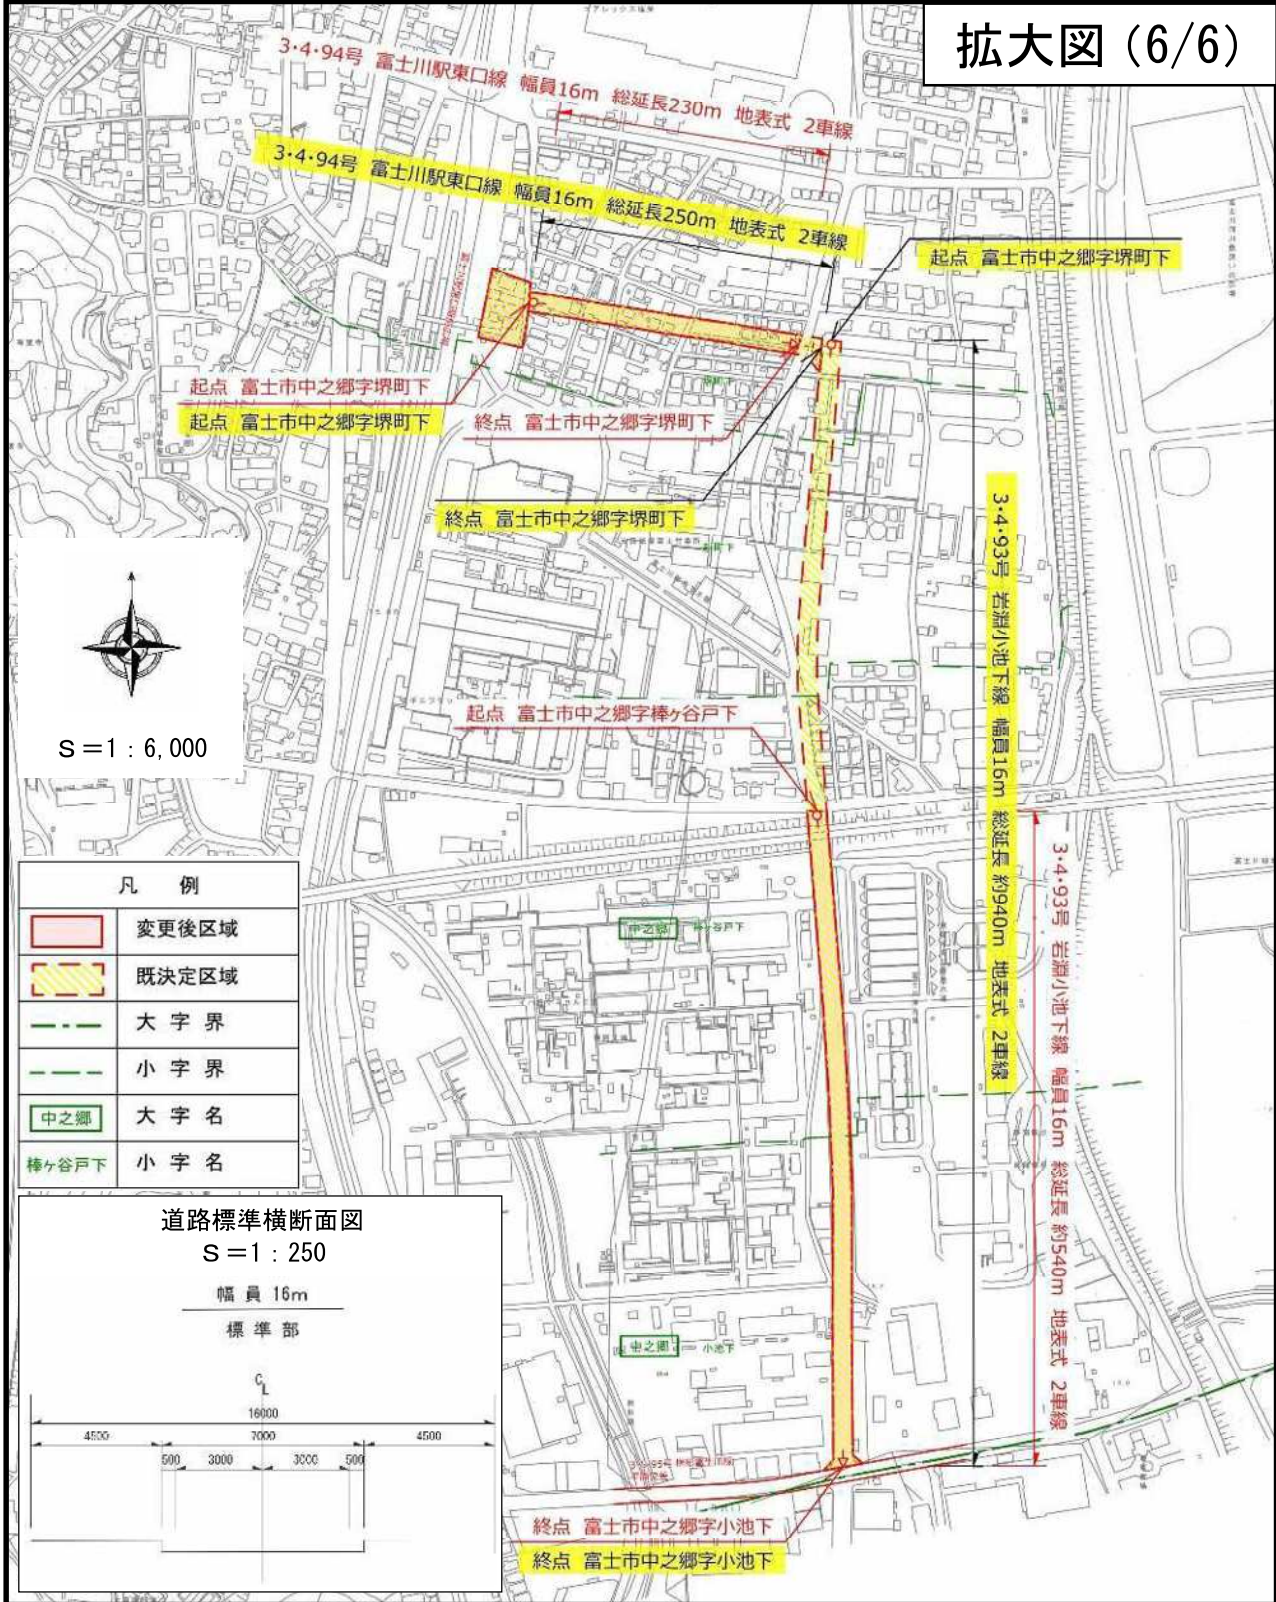 拡大図 (6/6)
3・4・94号 富士川駅東口線 幅員16m 総延長230m 地表式 2車線
3・4・94号 富士川駅東口線 幅員16m 総延長250m 地表式 2車線
起点 富士市中之郷字堺町下
起点 富士市中之郷字堺町下
起点 富士市中之郷字堺町下
終点 富士市中之郷字堺町下
終点 富士市中之郷字堺町下
3・4・93号 岩淵小池下線 幅員16m 総延長 約940m 地表式 2車線
S=1:6,000
起点 富士市中之郷字棒ヶ谷戸下
3・4・93号 岩淵小池下線 幅員16m 総延長 約540m 地表式 2車線
凡 例
変更後区域
既決定区域
大 字 界
小 字 界
中之郷 大 字 名
棒ヶ谷戸下 小 字 名
中之郷 棒ヶ谷戸下
道路標準横断面図
S=1:250
幅 員 16m
標 準 部
CL
16000
4500 7000 4500
500 3000 3000 500
中之郷 小池下
終点 富士市中之郷字小池下
終点 富士市中之郷字小池下